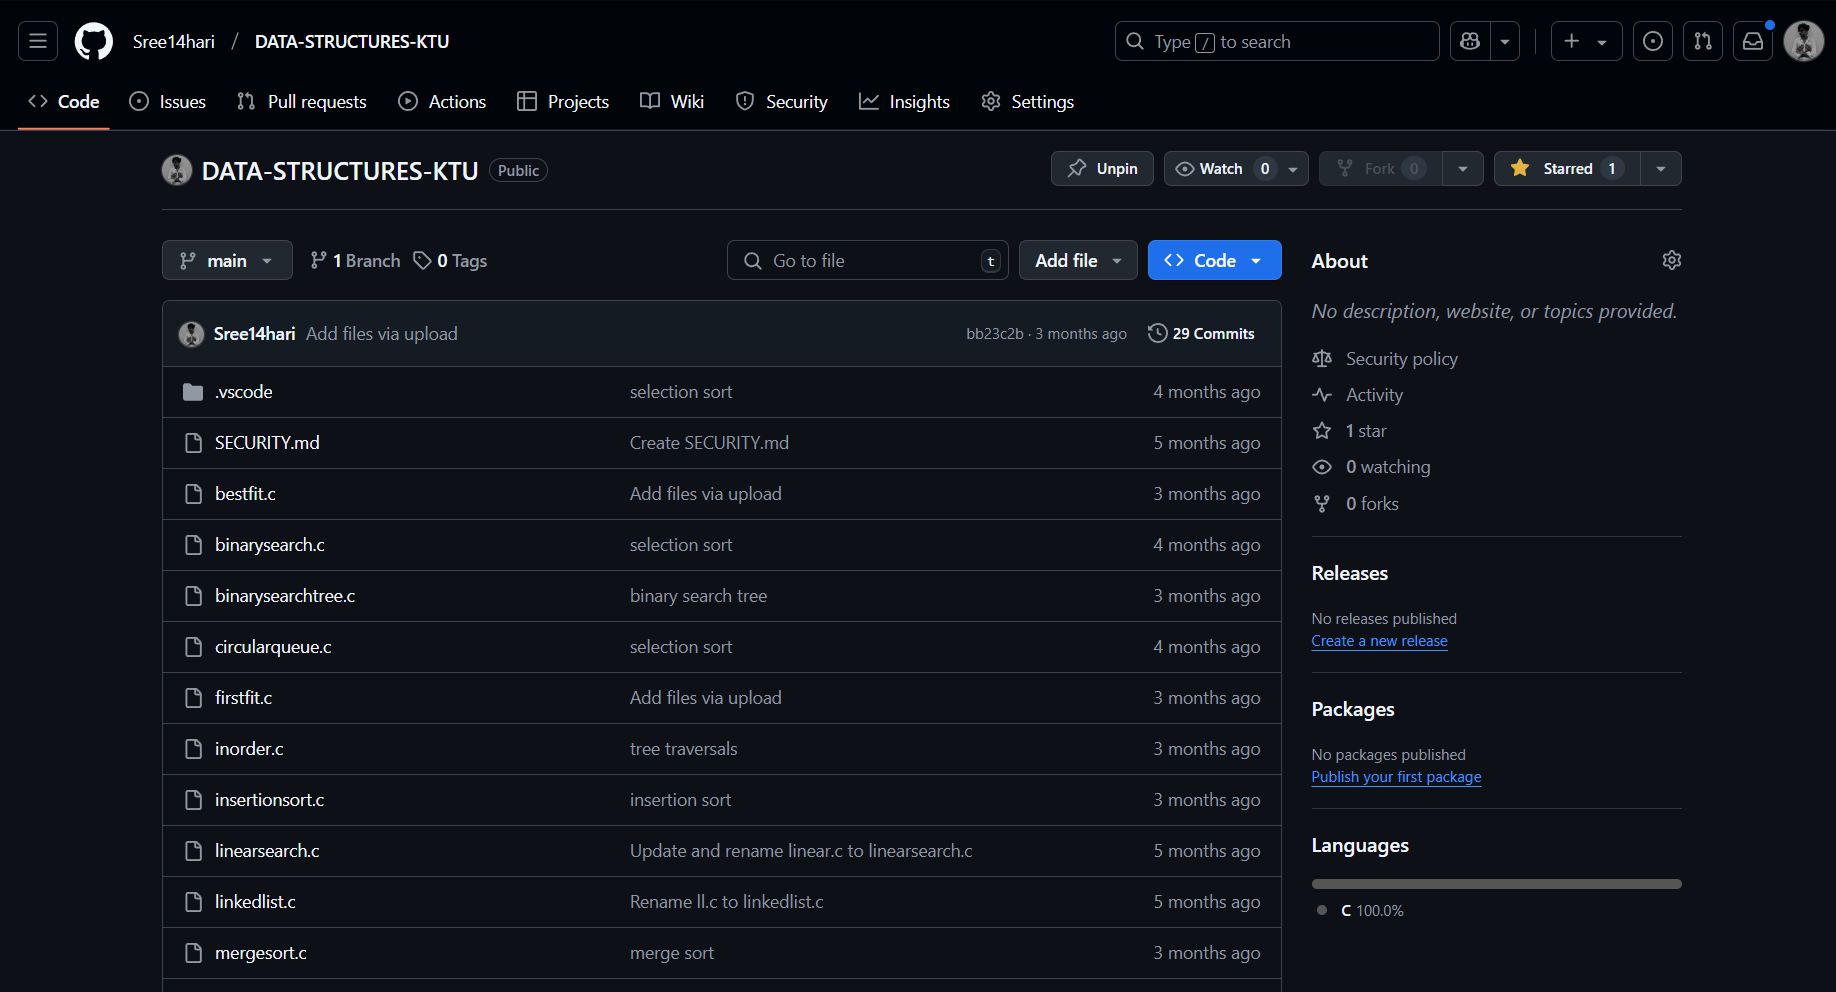 Sree14hari / DATA-STRUCTURES-KTU
Type / to search
Code Issues Pull requests Actions Projects Wiki Security Insights Settings
DATA-STRUCTURES-KTU Public
Unpin Watch 0 Fork 0 Starred 1
main 1 Branch 0 Tags
Go to file t Add file Code
Sree14hari Add files via upload bb23c2b · 3 months ago 29 Commits
.vscode selection sort 4 months ago
SECURITY.md Create SECURITY.md 5 months ago
bestfit.c Add files via upload 3 months ago
binarysearch.c selection sort 4 months ago
binarysearchtree.c binary search tree 3 months ago
circularqueue.c selection sort 4 months ago
firstfit.c Add files via upload 3 months ago
inorder.c tree traversals 3 months ago
insertionsort.c insertion sort 3 months ago
linearsearch.c Update and rename linear.c to linearsearch.c 5 months ago
linkedlist.c Rename ll.c to linkedlist.c 5 months ago
mergesort.c merge sort 3 months ago
About
No description, website, or topics provided.
Security policy
Activity
1 star
0 watching
0 forks
Releases
No releases published
Create a new release
Packages
No packages published
Publish your first package
Languages
C 100.0%